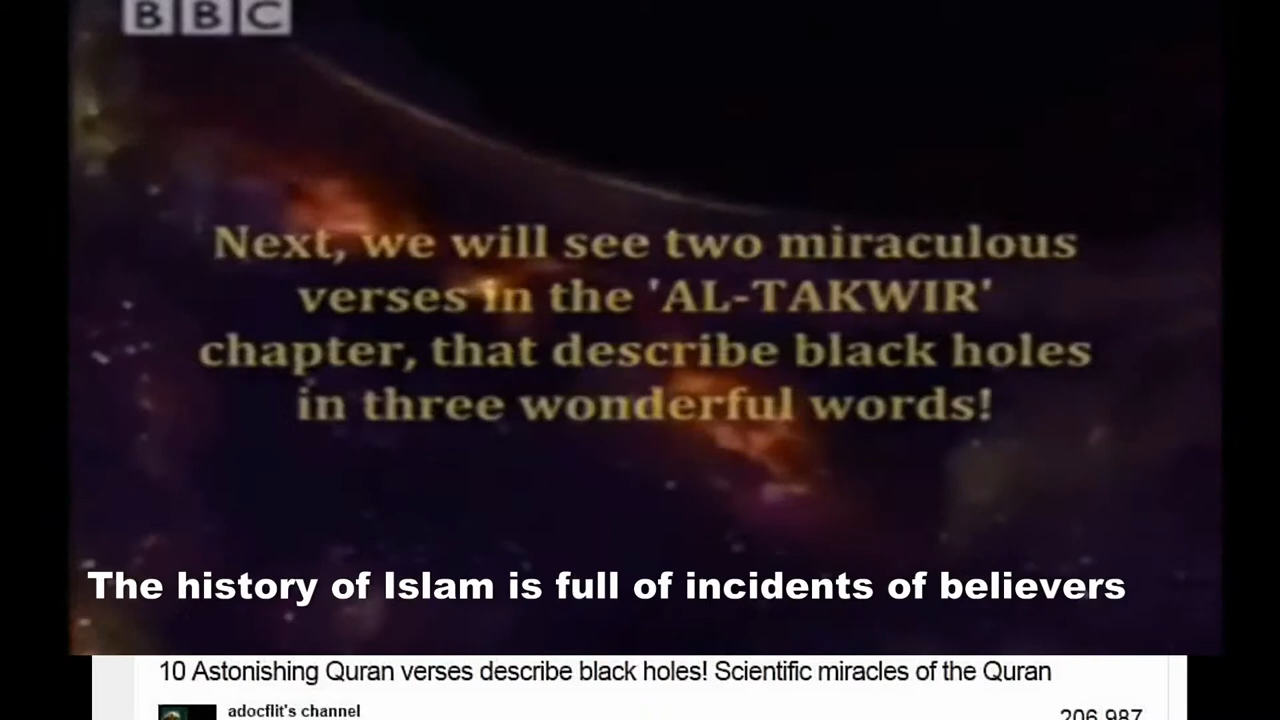 BBC
Next, we will see two miraculous
verses in the 'AL-TAKWIR'
chapter, that describe black holes
in three wonderful words!
The history of Islam is full of incidents of believers
10 Astonishing Quran verses describe black holes! Scientific miracles of the Quran
adocflit's channel
206,987